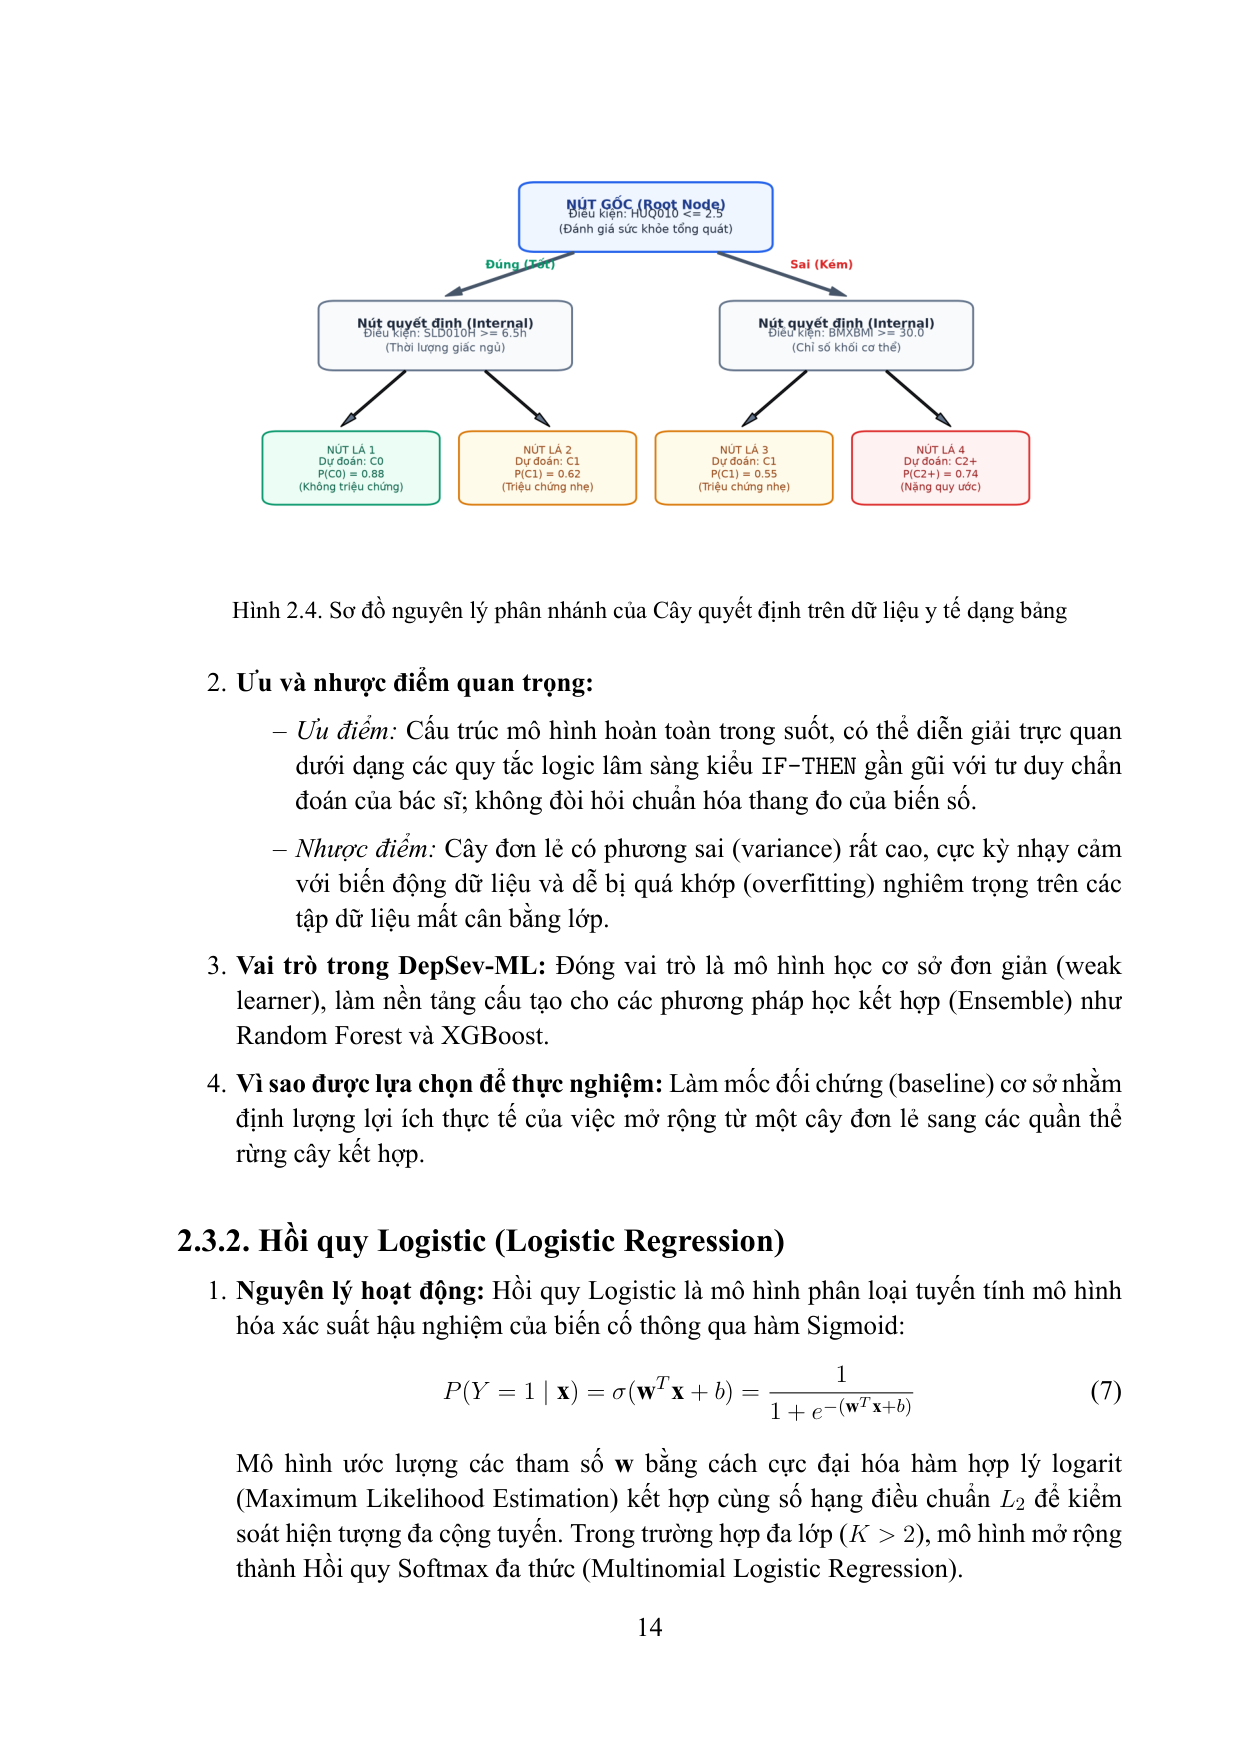 NÚT GỐC (Root Node)
Điều kiện: HUQ010 <= 2.5
(Đánh giá sức khỏe tổng quát)
Đúng (Tốt)
Sai (Kém)
Nút quyết định (Internal)
Điều kiện: SLD010H >= 6.5h
(Thời lượng giấc ngủ)
Nút quyết định (Internal)
Điều kiện: BMXBMI >= 30.0
(Chỉ số khối cơ thể)
NÚT LÁ 1
Dự đoán: C0
P(C0) = 0.88
(Không triệu chứng)
NÚT LÁ 2
Dự đoán: C1
P(C1) = 0.62
(Triệu chứng nhẹ)
NÚT LÁ 3
Dự đoán: C1
P(C1) = 0.55
(Triệu chứng nhẹ)
NÚT LÁ 4
Dự đoán: C2+
P(C2+) = 0.74
(Nặng quy ước)
Hình 2.4. Sơ đồ nguyên lý phân nhánh của Cây quyết định trên dữ liệu y tế dạng bảng
2. Ưu và nhược điểm quan trọng:
– Ưu điểm: Cấu trúc mô hình hoàn toàn trong suốt, có thể diễn giải trực quan
dưới dạng các quy tắc logic lâm sàng kiểu IF-THEN gần gũi với tư duy chẩn
đoán của bác sĩ; không đòi hỏi chuẩn hóa thang đo của biến số.
– Nhược điểm: Cây đơn lẻ có phương sai (variance) rất cao, cực kỳ nhạy cảm
với biến động dữ liệu và dễ bị quá khớp (overfitting) nghiêm trọng trên các
tập dữ liệu mất cân bằng lớp.
3. Vai trò trong DepSev-ML: Đóng vai trò là mô hình học cơ sở đơn giản (weak
learner), làm nền tảng cấu tạo cho các phương pháp học kết hợp (Ensemble) như
Random Forest và XGBoost.
4. Vì sao được lựa chọn để thực nghiệm: Làm mốc đối chứng (baseline) cơ sở nhằm
định lượng lợi ích thực tế của việc mở rộng từ một cây đơn lẻ sang các quần thể
rừng cây kết hợp.
2.3.2. Hồi quy Logistic (Logistic Regression)
1. Nguyên lý hoạt động: Hồi quy Logistic là mô hình phân loại tuyến tính mô hình
hóa xác suất hậu nghiệm của biến cố thông qua hàm Sigmoid:
P(Y = 1 | x) = σ(w^T x + b) = 1 / (1 + e^{−(w^T x+b)}) (7)
Mô hình ước lượng các tham số w bằng cách cực đại hóa hàm hợp lý logarit
(Maximum Likelihood Estimation) kết hợp cùng số hạng điều chuẩn L₂ để kiểm
soát hiện tượng đa cộng tuyến. Trong trường hợp đa lớp (K > 2), mô hình mở rộng
thành Hồi quy Softmax đa thức (Multinomial Logistic Regression).
14